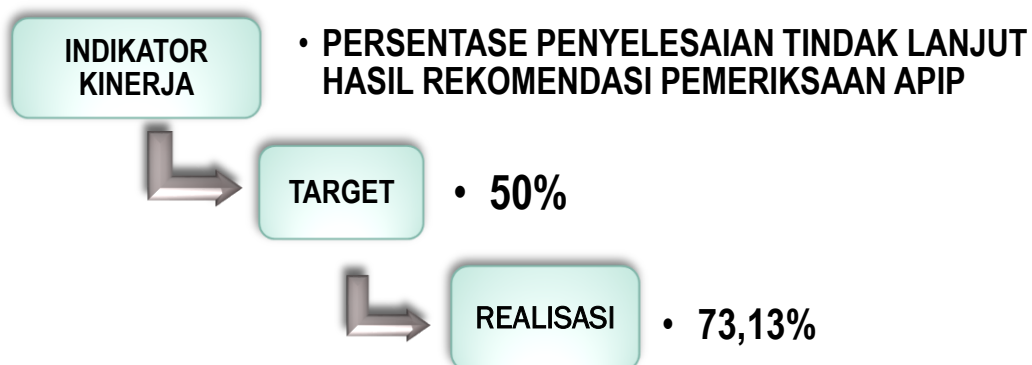 INDIKATOR
KINERJA
• PERSENTASE PENYELESAIAN TINDAK LANJUT
HASIL REKOMENDASI PEMERIKSAAN APIP
TARGET
• 50%
REALISASI
• 73,13%